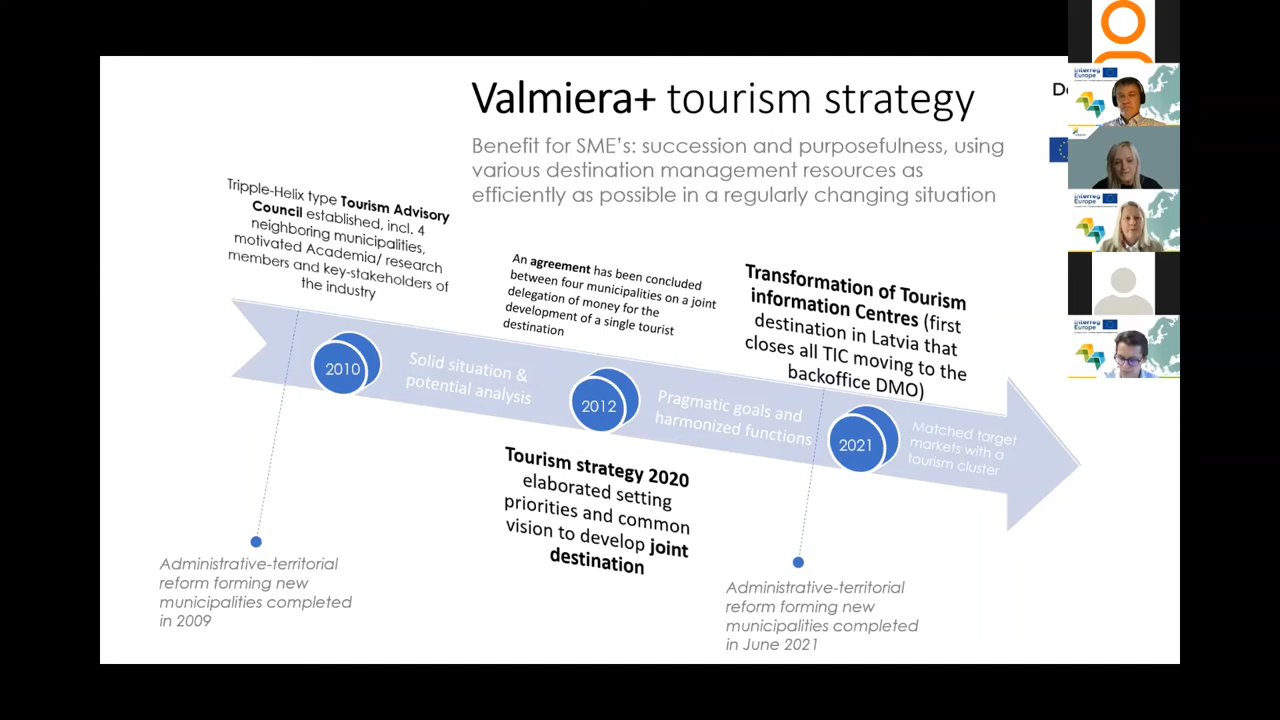 Valmiera+ tourism strategy
Benefit for SME's: succession and purposefulness, using
various destination management resources as
efficiently as possible in a regularly changing situation
Tripple-Helix type Tourism Advisory
Council established, incl. 4
neighboring municipalities,
motivated Academia/ research
members and key-stakeholders of
the industry
An agreement has been concluded
between four municipalities on a joint
delegation of money for the
development of a single tourist
destination
Transformation of Tourism
information Centres (first
destination in Latvia that
closes all TIC moving to the
backoffice DMO)
2010
Solid situation &
potential analysis
2012
Pragmatic goals and
harmonized functions
2021
Matched target
markets with a
tourism cluster
Tourism strategy 2020
elaborated setting
priorities and common
vision to develop joint
destination
Administrative-territorial
reform forming new
municipalities completed
in 2009
Administrative-territorial
reform forming new
municipalities completed
in June 2021
Interreg
Europe
Interreg
Europe
Interreg
Europe